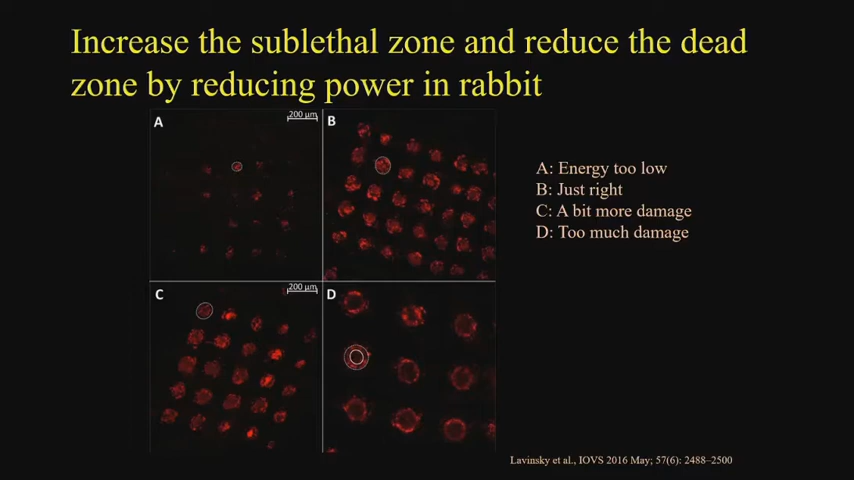 Increase the sublethal zone and reduce the dead
zone by reducing power in rabbit
A
200 µm
B
A: Energy too low
B: Just right
C: A bit more damage
D: Too much damage
C
200 µm
D
Lavinsky et al., IOVS 2016 May; 57(6): 2488–2500